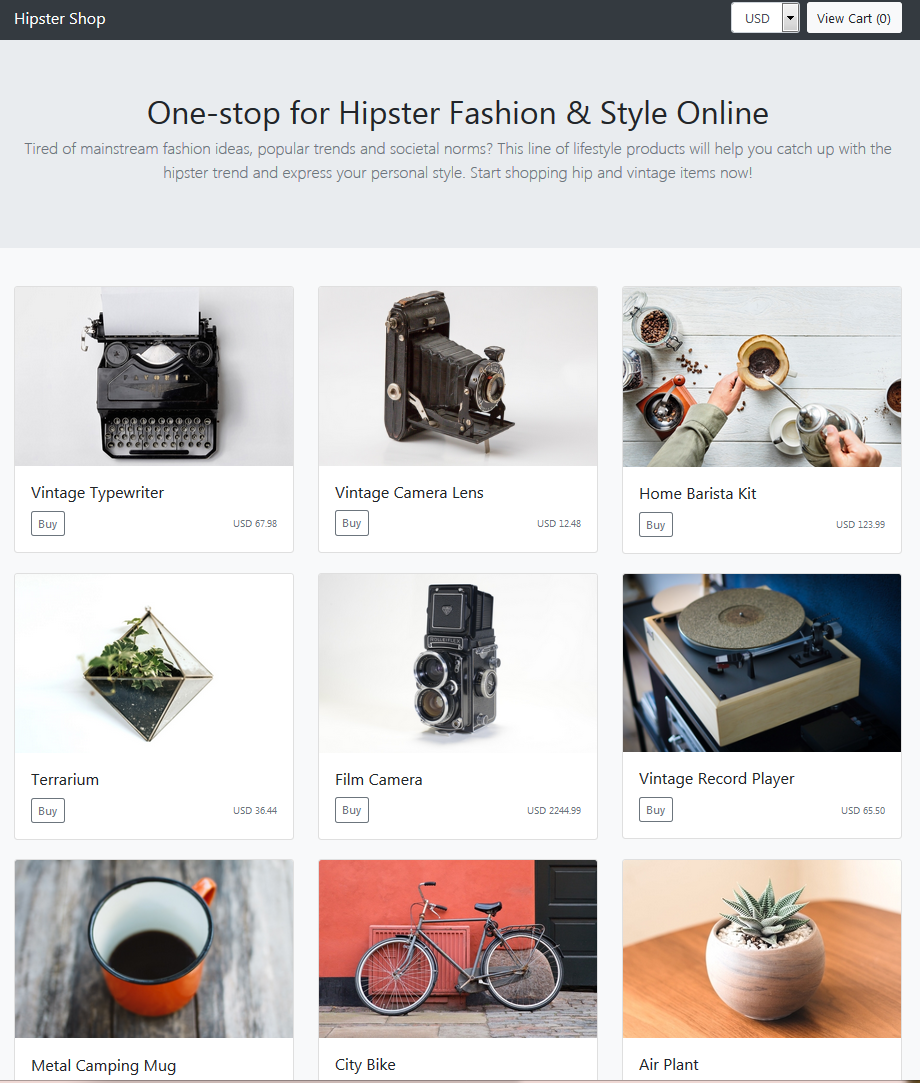 Hipster Shop
USD
View Cart (0)
One-stop for Hipster Fashion & Style Online
Tired of mainstream fashion ideas, popular trends and societal norms? This line of lifestyle products will help you catch up with the
hipster trend and express your personal style. Start shopping hip and vintage items now!
Vintage Typewriter
Buy
USD 67.98
Vintage Camera Lens
Buy
USD 12.48
Home Barista Kit
Buy
USD 123.99
ROLLEIFLEX
Terrarium
Buy
USD 36.44
Film Camera
Buy
USD 2244.99
Vintage Record Player
Buy
USD 65.50
Metal Camping Mug
City Bike
Air Plant